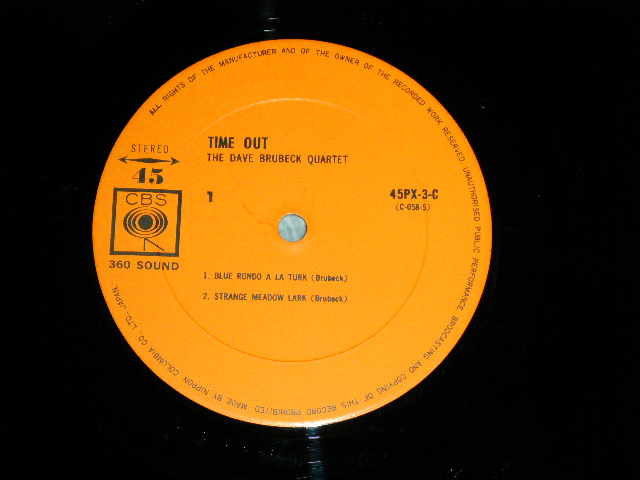 ALL RIGHTS OF THE MANUFACTURER AND OF THE OWNER OF THE RECORDED WORK RESERVED. UNAUTHORISED PUBLIC PERFORMANCE, BRODCASTING AND COPYING OF THIS RECORD PROHIBITED MADE BY NIPPON COLUMBIA CO., LTD., JAPAN.
TIME OUT
THE DAVE BRUBECK QUARTET
STEREO
45
CBS
360 SOUND
1
45PX-3-C
(C-058-5)
1. BLUE RONDO A LA TURK (Brubeck)
2. STRANGE MEADOW LARK (Brubeck)